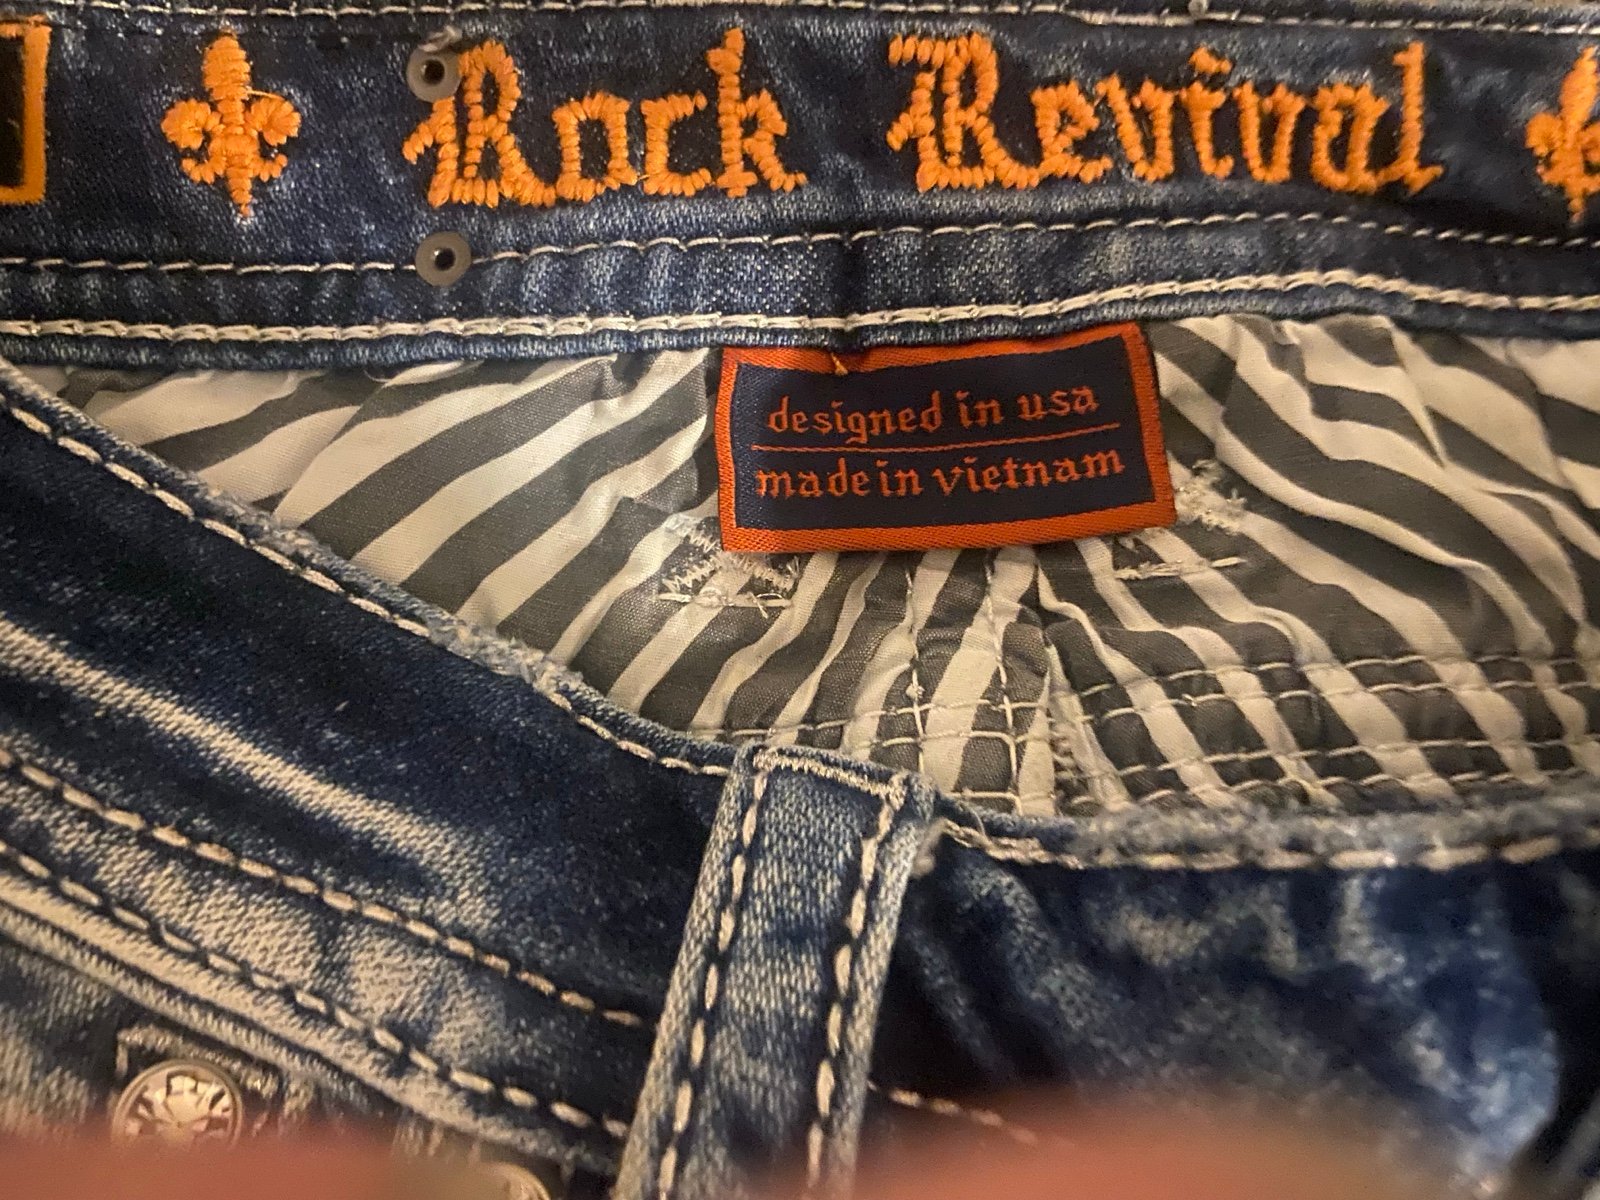 Rock Revival
designed in usa
made in vietnam